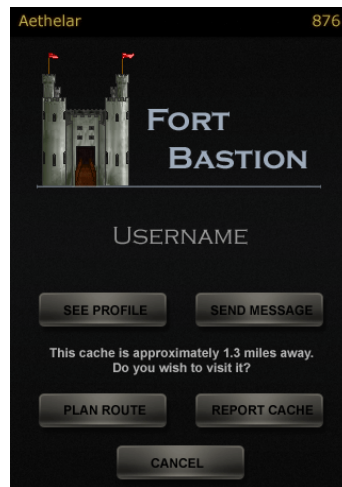 Aethelar 876
FORT
BASTION
USERNAME
SEE PROFILE SEND MESSAGE
This cache is approximately 1.3 miles away.
Do you wish to visit it?
PLAN ROUTE REPORT CACHE
CANCEL